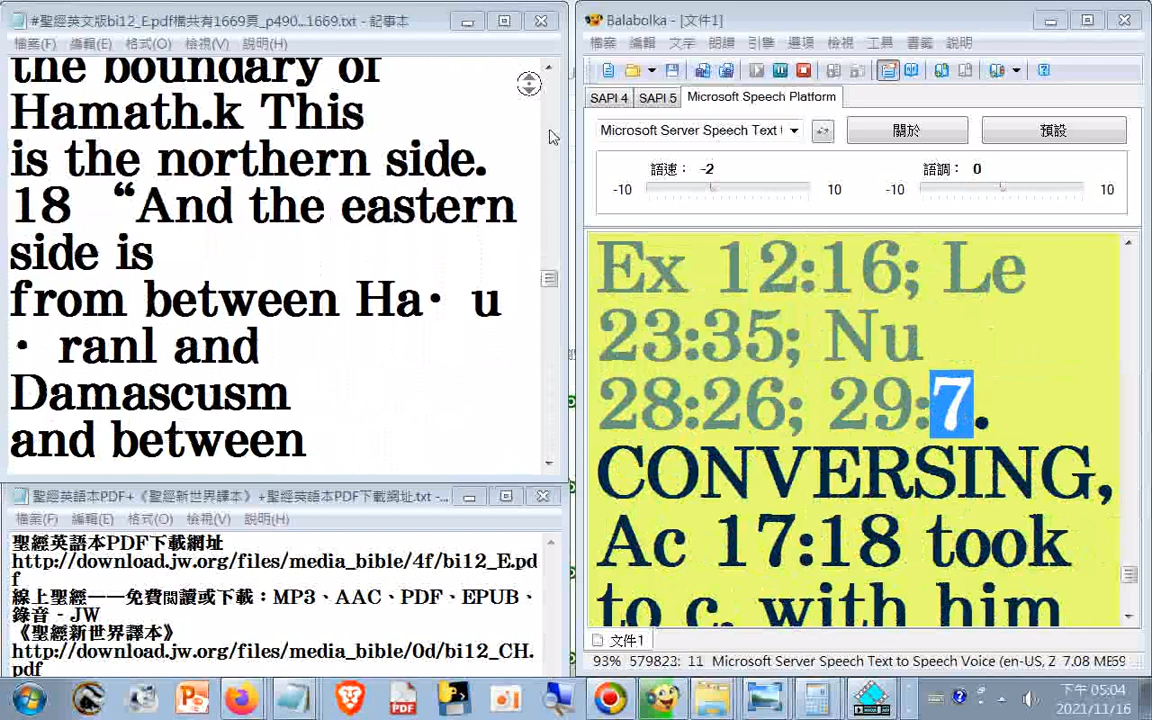 #聖經英文版bi12_E.pdf檔共有1669頁_p490...1669.txt - 記事本
檔案(F) 編輯(E) 格式(O) 檢視(V) 說明(H)
the boundary of
Hamath.k This
is the northern side.
18 “And the eastern
side is
from between Ha· u
· ranl and
Damascusm
and between
聖經英語本PDF+《聖經新世界譯本》+聖經英語本PDF下載網址.txt - ...
檔案(F) 編輯(E) 格式(O) 檢視(V) 說明(H)
聖經英語本PDF下載網址
http://download.jw.org/files/media_bible/4f/bi12_E.pd
f
線上聖經——免費閱讀或下載：MP3、AAC、PDF、EPUB、
錄音 - JW
《聖經新世界譯本》
http://download.jw.org/files/media_bible/0d/bi12_CH.
pdf
Balabolka - [文件1]
檔案 編輯 文字 朗讀 引擎 選項 檢視 工具 書籤 說明
SAPI 4 SAPI 5 Microsoft Speech Platform
Microsoft Server Speech Text 關於 預設
語速： -2 語調： 0
-10 10 -10 10
Ex 12:16; Le
23:35; Nu
28:26; 29:7.
CONVERSING,
Ac 17:18 took
to c. with him
文件1
93% 579823: 11 Microsoft Server Speech Text to Speech Voice (en-US, Z 7.08 ME59
PDF
下午 05:04
2021/11/16